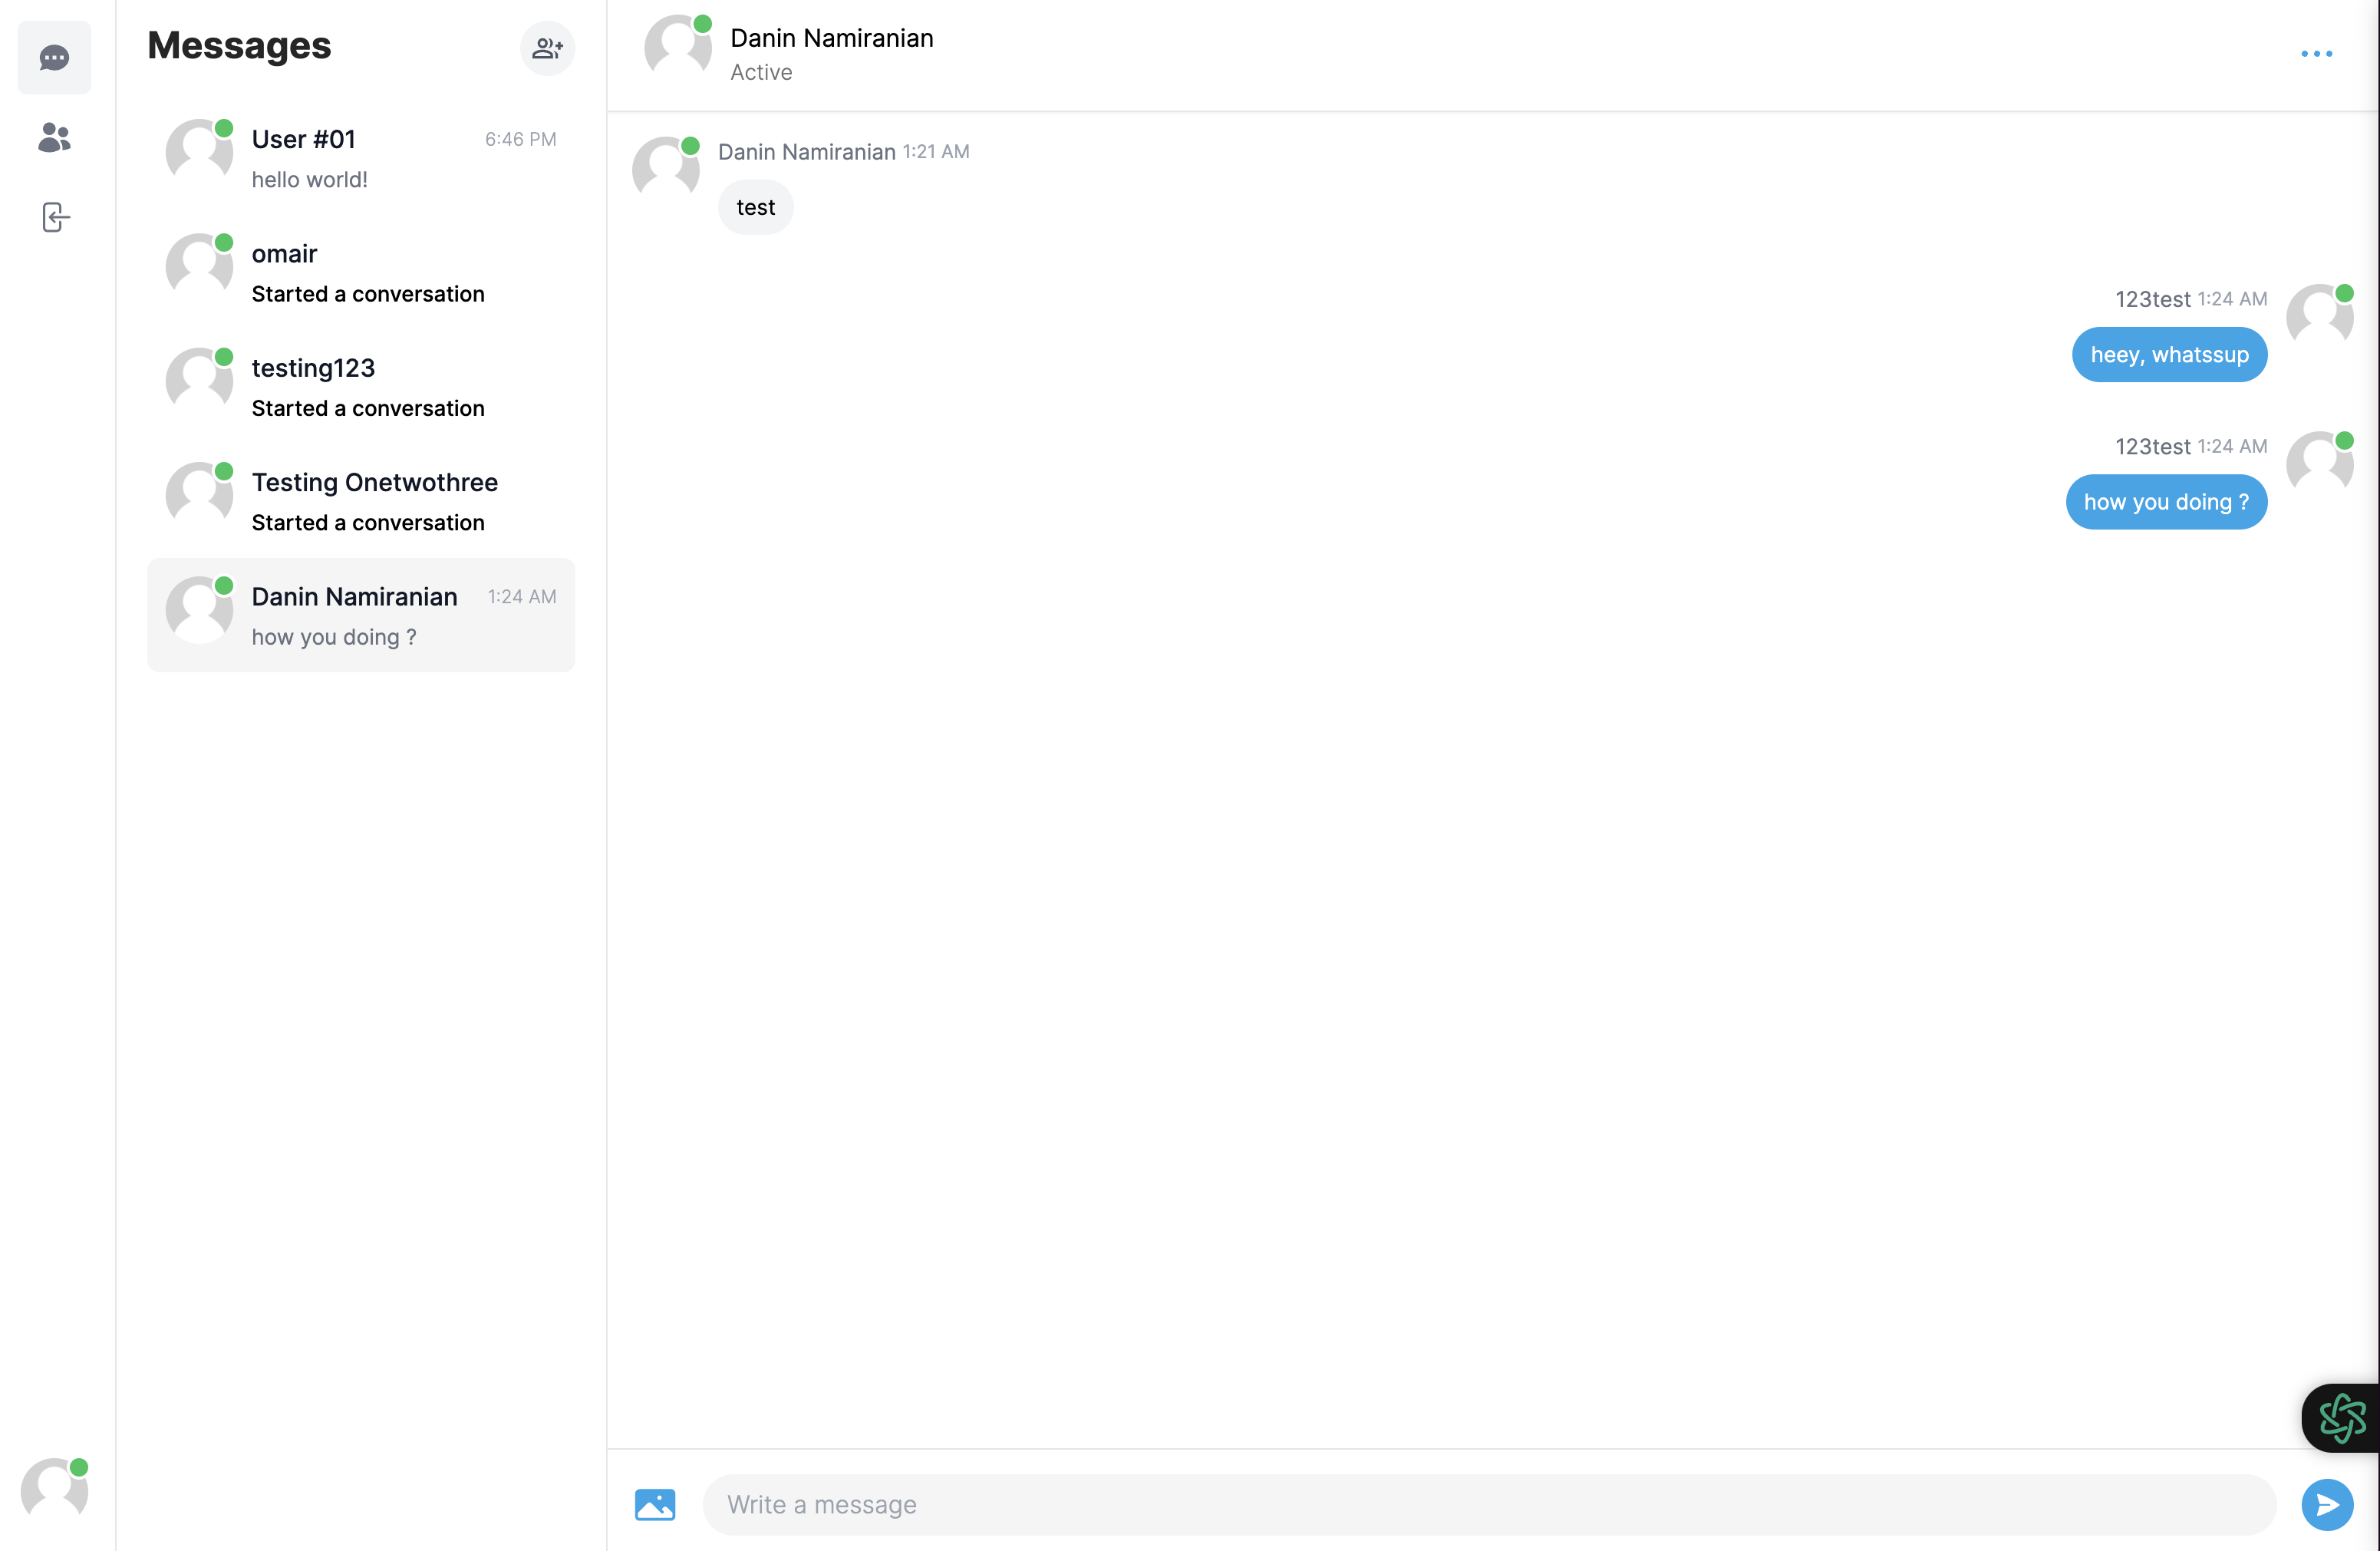 Messages
User #01 6:46 PM
hello world!
omair
Started a conversation
testing123
Started a conversation
Testing Onetwothree
Started a conversation
Danin Namiranian 1:24 AM
how you doing ?
Danin Namiranian
Active
Danin Namiranian 1:21 AM
test
123test 1:24 AM
heey, whatssup
123test 1:24 AM
how you doing ?
Write a message